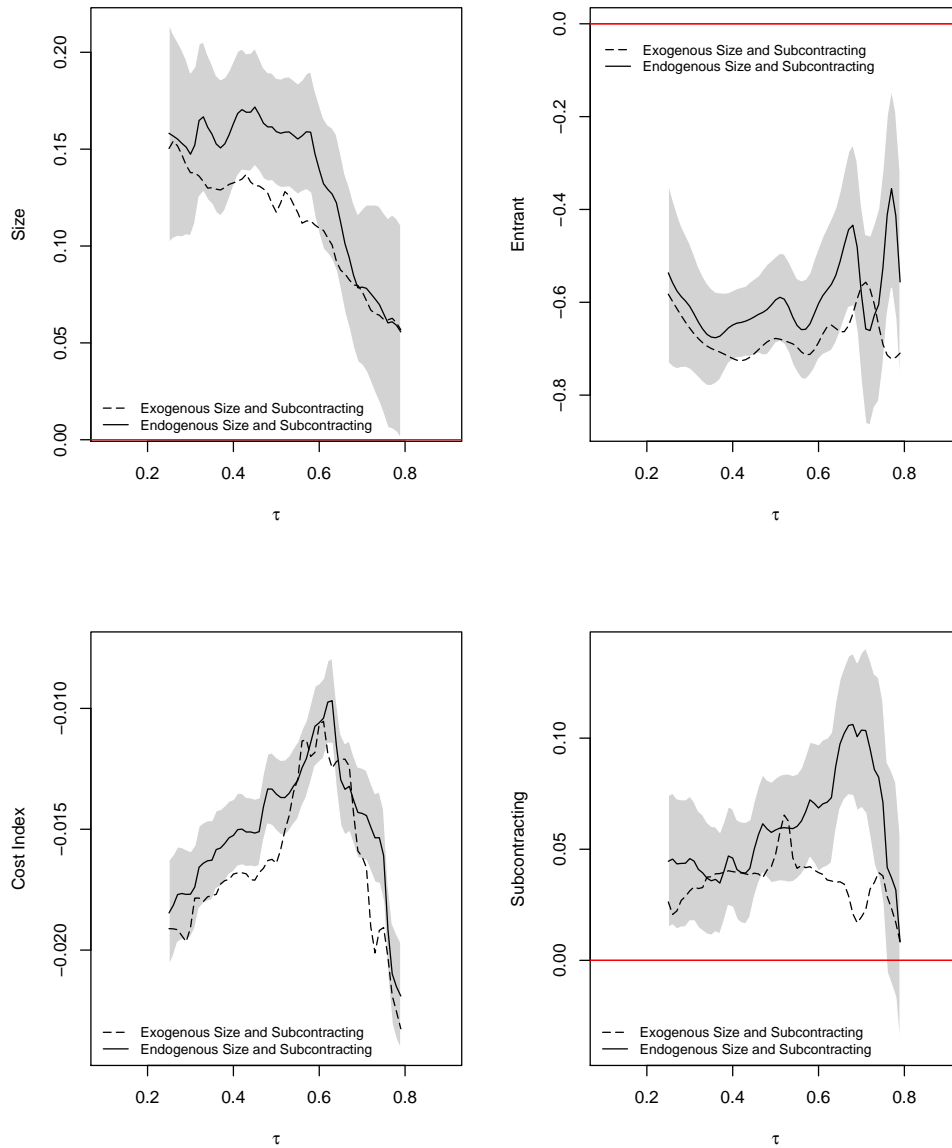 0.20
0.15
0.10
0.05
0.00
Size
Exogenous Size and Subcontracting
Endogenous Size and Subcontracting
0.2 0.4 0.6 0.8
τ
0.0
−0.2
−0.4
−0.6
−0.8
Entrant
Exogenous Size and Subcontracting
Endogenous Size and Subcontracting
0.2 0.4 0.6 0.8
τ
−0.010
−0.015
−0.020
Cost Index
Exogenous Size and Subcontracting
Endogenous Size and Subcontracting
0.2 0.4 0.6 0.8
τ
0.10
0.05
0.00
Subcontracting
Exogenous Size and Subcontracting
Endogenous Size and Subcontracting
0.2 0.4 0.6 0.8
τ